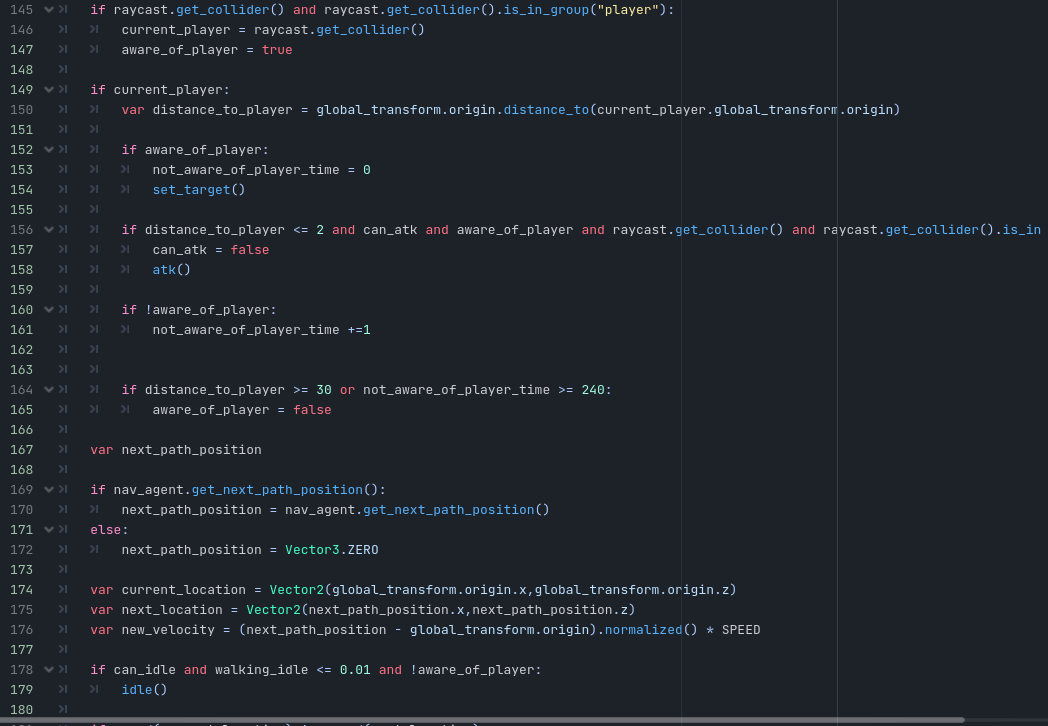 145 if raycast.get_collider() and raycast.get_collider().is_in_group("player"):
146 current_player = raycast.get_collider()
147 aware_of_player = true
148
149 if current_player:
150 var distance_to_player = global_transform.origin.distance_to(current_player.global_transform.origin)
151
152 if aware_of_player:
153 not_aware_of_player_time = 0
154 set_target()
155
156 if distance_to_player <= 2 and can_atk and aware_of_player and raycast.get_collider() and raycast.get_collider().is_in
157 can_atk = false
158 atk()
159
160 if !aware_of_player:
161 not_aware_of_player_time +=1
162
163
164 if distance_to_player >= 30 or not_aware_of_player_time >= 240:
165 aware_of_player = false
166
167 var next_path_position
168
169 if nav_agent.get_next_path_position():
170 next_path_position = nav_agent.get_next_path_position()
171 else:
172 next_path_position = Vector3.ZERO
173
174 var current_location = Vector2(global_transform.origin.x,global_transform.origin.z)
175 var next_location = Vector2(next_path_position.x,next_path_position.z)
176 var new_velocity = (next_path_position - global_transform.origin).normalized() * SPEED
177
178 if can_idle and walking_idle <= 0.01 and !aware_of_player:
179 idle()
180